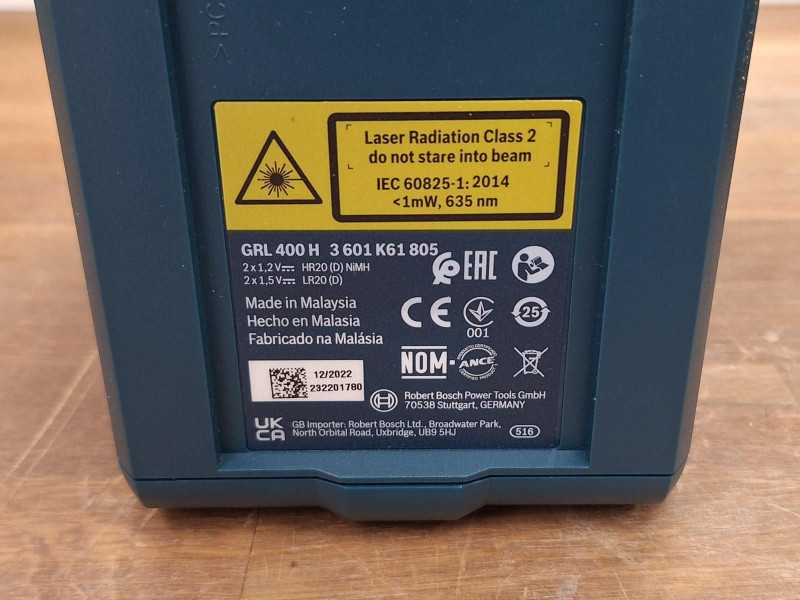 >PC
Laser Radiation Class 2
do not stare into beam
IEC 60825-1: 2014
<1mW, 635 nm
GRL 400 H 3 601 K61 805
2 x 1,2 V⎓ HR20 (D) NiMH
2 x 1,5 V⎓ LR20 (D)
EAC
Made in Malaysia
Hecho en Malasia
Fabricado na Malásia
CE
001
25
NOM-ANCE
12/2022
232201780
Robert Bosch Power Tools GmbH
70538 Stuttgart, GERMANY
UK
CA
GB Importer: Robert Bosch Ltd., Broadwater Park,
North Orbital Road, Uxbridge, UB9 5HJ
516